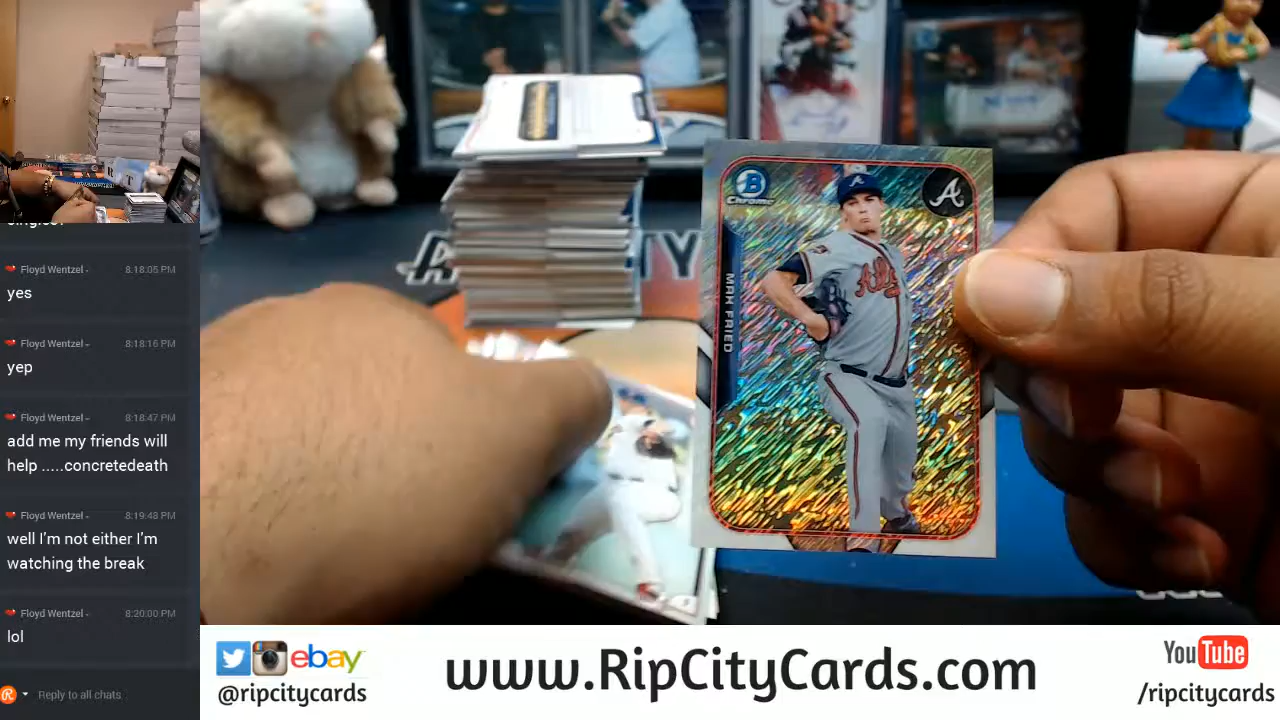 Floyd Wentzel - 8:18:05 PM
yes
Floyd Wentzel - 8:18:16 PM
yep
Floyd Wentzel - 8:18:47 PM
add me my friends will
help .....concretedeath
Floyd Wentzel - 8:19:48 PM
well I'm not either I'm
watching the break
Floyd Wentzel - 8:20:00 PM
lol
Reply to all chats
B
Chrome
A
MAX FRIED
ebay
@ripcitycards
www.RipCityCards.com
YouTube
/ripcitycards